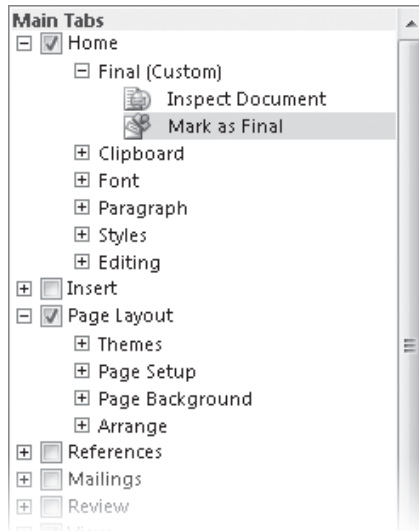 Main Tabs
Home
Final (Custom)
Inspect Document
Mark as Final
Clipboard
Font
Paragraph
Styles
Editing
Insert
Page Layout
Themes
Page Setup
Page Background
Arrange
References
Mailings
Review
View